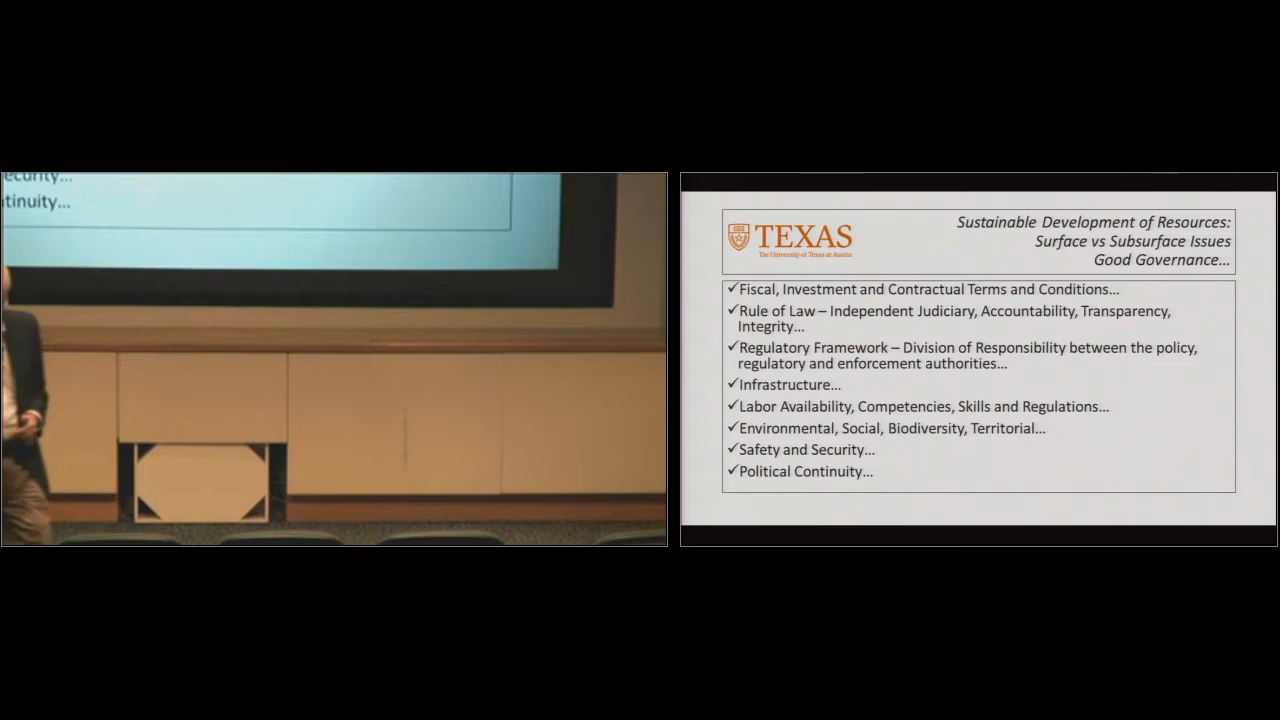 ecurity...
tinuity...
TEXAS
The University of Texas at Austin
Sustainable Development of Resources:
Surface vs Subsurface Issues
Good Governance...
✓Fiscal, Investment and Contractual Terms and Conditions...
✓Rule of Law – Independent Judiciary, Accountability, Transparency,
Integrity...
✓Regulatory Framework – Division of Responsibility between the policy,
regulatory and enforcement authorities...
✓Infrastructure...
✓Labor Availability, Competencies, Skills and Regulations...
✓Environmental, Social, Biodiversity, Territorial...
✓Safety and Security...
✓Political Continuity...